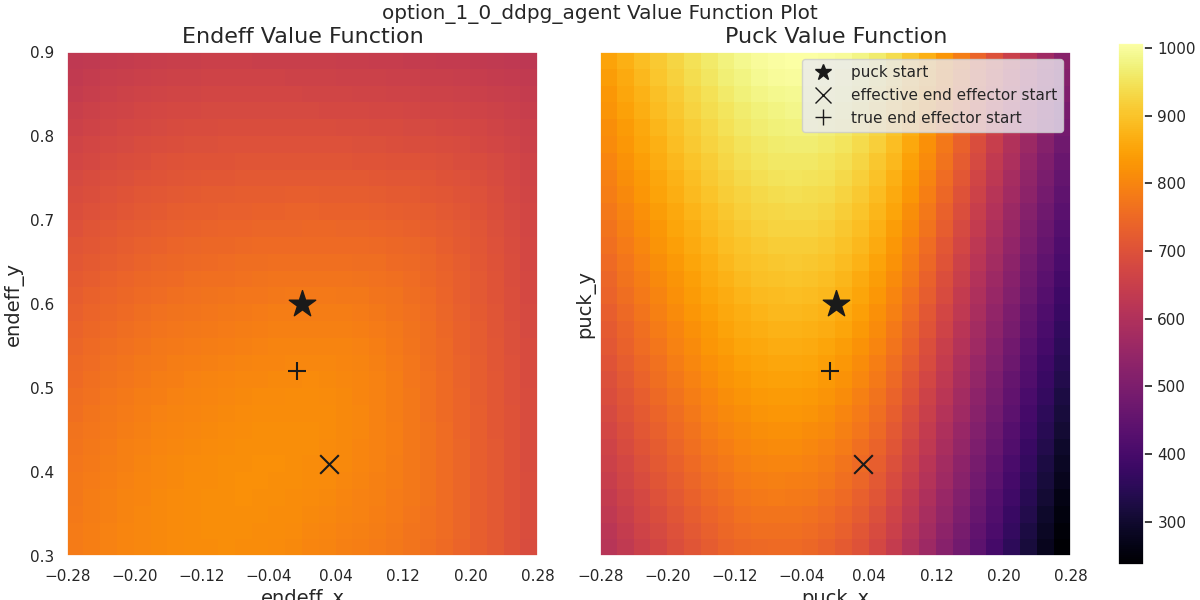 option_1_0_ddpg_agent Value Function Plot
Endeff Value Function
Puck Value Function
puck start
effective end effector start
true end effector start
0.9
0.8
0.7
0.6
0.5
0.4
0.3
endeff_y
−0.28 −0.20 −0.12 −0.04 0.04 0.12 0.20 0.28
endeff_x
puck_y
−0.28 −0.20 −0.12 −0.04 0.04 0.12 0.20 0.28
puck_x
1000
900
800
700
600
500
400
300